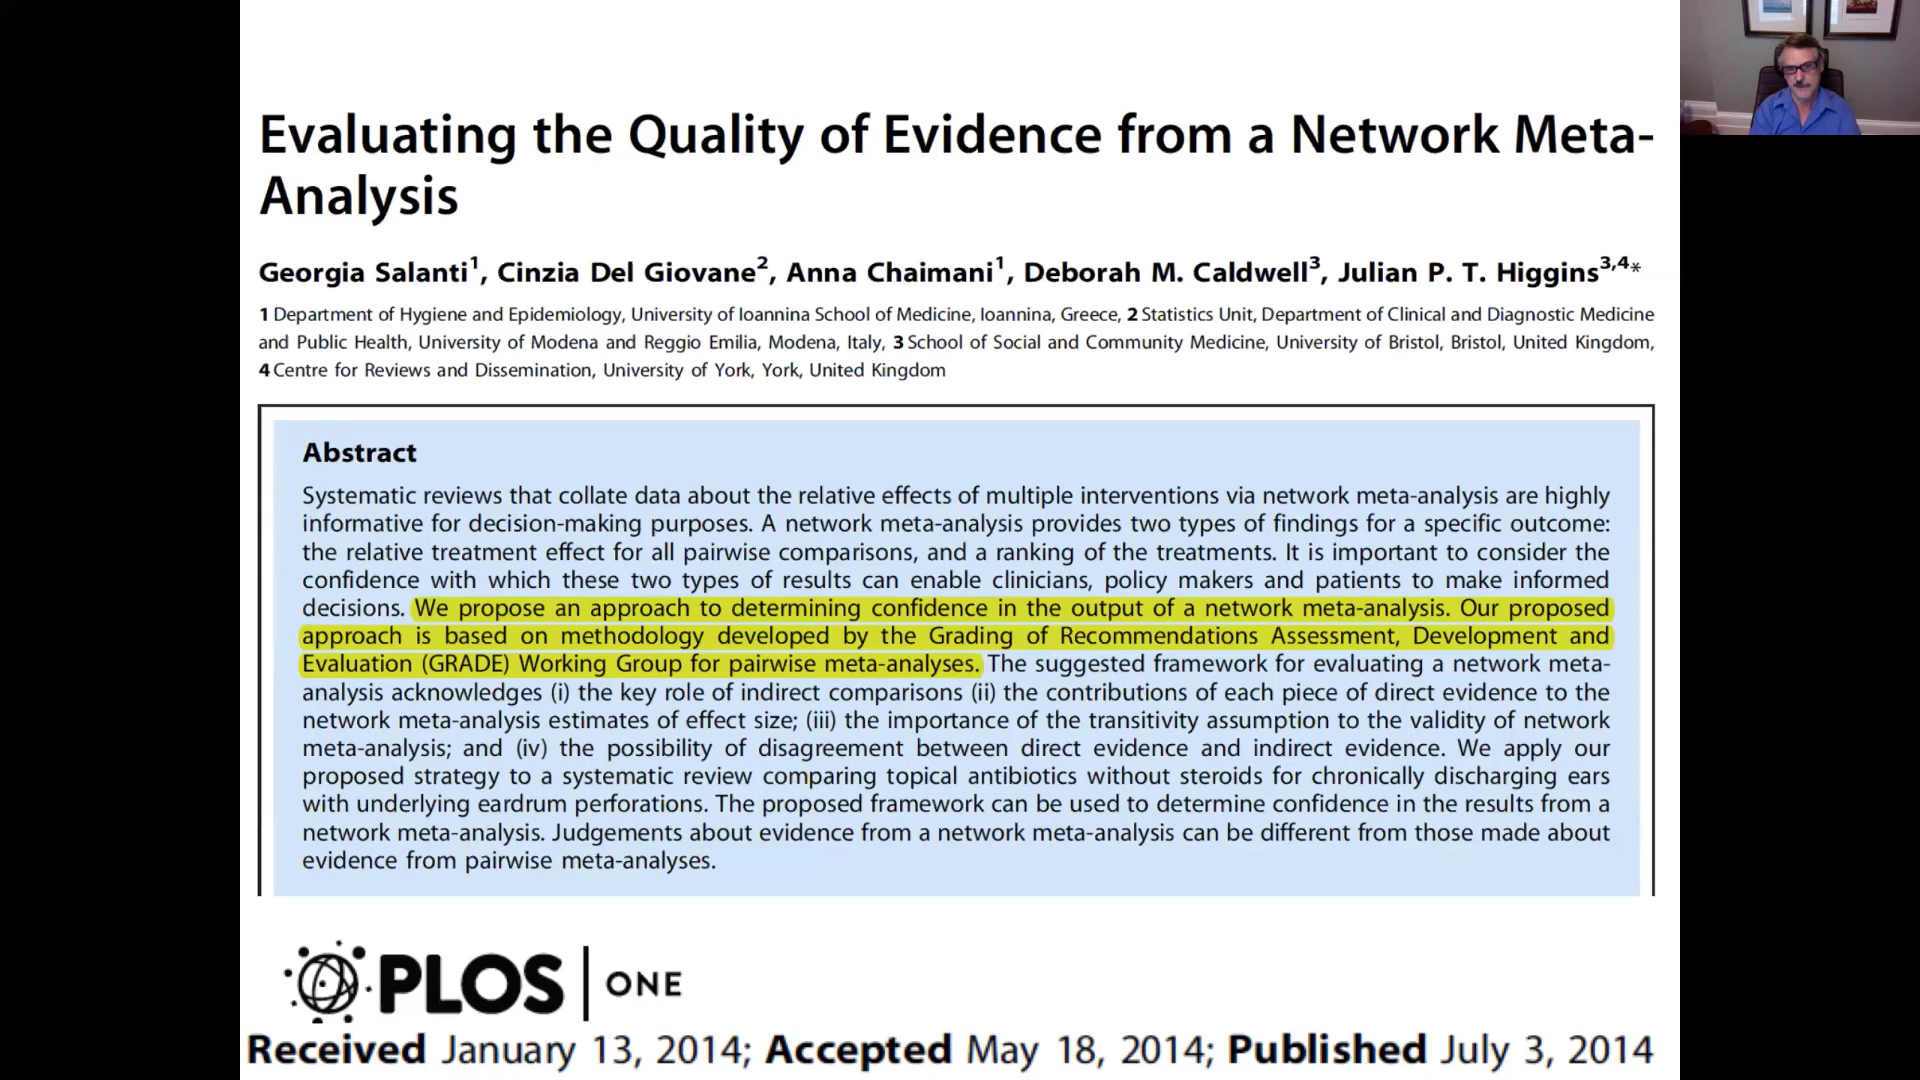 Evaluating the Quality of Evidence from a Network Meta-
Analysis
Georgia Salanti1, Cinzia Del Giovane2, Anna Chaimani1, Deborah M. Caldwell3, Julian P. T. Higgins3,4*
1 Department of Hygiene and Epidemiology, University of Ioannina School of Medicine, Ioannina, Greece, 2 Statistics Unit, Department of Clinical and Diagnostic Medicine
and Public Health, University of Modena and Reggio Emilia, Modena, Italy, 3 School of Social and Community Medicine, University of Bristol, Bristol, United Kingdom,
4 Centre for Reviews and Dissemination, University of York, York, United Kingdom
Abstract
Systematic reviews that collate data about the relative effects of multiple interventions via network meta-analysis are highly
informative for decision-making purposes. A network meta-analysis provides two types of findings for a specific outcome:
the relative treatment effect for all pairwise comparisons, and a ranking of the treatments. It is important to consider the
confidence with which these two types of results can enable clinicians, policy makers and patients to make informed
decisions. We propose an approach to determining confidence in the output of a network meta-analysis. Our proposed
approach is based on methodology developed by the Grading of Recommendations Assessment, Development and
Evaluation (GRADE) Working Group for pairwise meta-analyses. The suggested framework for evaluating a network meta-
analysis acknowledges (i) the key role of indirect comparisons (ii) the contributions of each piece of direct evidence to the
network meta-analysis estimates of effect size; (iii) the importance of the transitivity assumption to the validity of network
meta-analysis; and (iv) the possibility of disagreement between direct evidence and indirect evidence. We apply our
proposed strategy to a systematic review comparing topical antibiotics without steroids for chronically discharging ears
with underlying eardrum perforations. The proposed framework can be used to determine confidence in the results from a
network meta-analysis. Judgements about evidence from a network meta-analysis can be different from those made about
evidence from pairwise meta-analyses.
PLOS | ONE
Received January 13, 2014; Accepted May 18, 2014; Published July 3, 2014